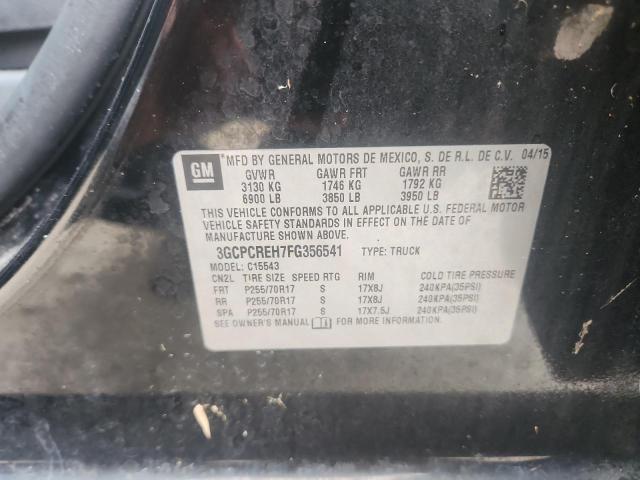 GM *MFD BY GENERAL MOTORS DE MEXICO, S. DE R.L. DE C.V. 04/15
GVWR GAWR FRT GAWR RR
3130 KG 1746 KG 1792 KG
6900 LB 3850 LB 3950 LB
THIS VEHICLE CONFORMS TO ALL APPLICABLE U.S. FEDERAL MOTOR
VEHICLE SAFETY STANDARDS IN EFFECT ON THE DATE OF
MANUFACTURE SHOWN ABOVE.
3GCPCREH7FG356541 TYPE: TRUCK
MODEL: C15543
CN2L TIRE SIZE SPEED RTG RIM COLD TIRE PRESSURE
FRT P255/70R17 S 17X8J 240KPA(35PSI)
RR P255/70R17 S 17X8J 240KPA(35PSI)
SPA P255/70R17 S 17X7.5J 240KPA(35PSI)
SEE OWNER'S MANUAL FOR MORE INFORMATION.